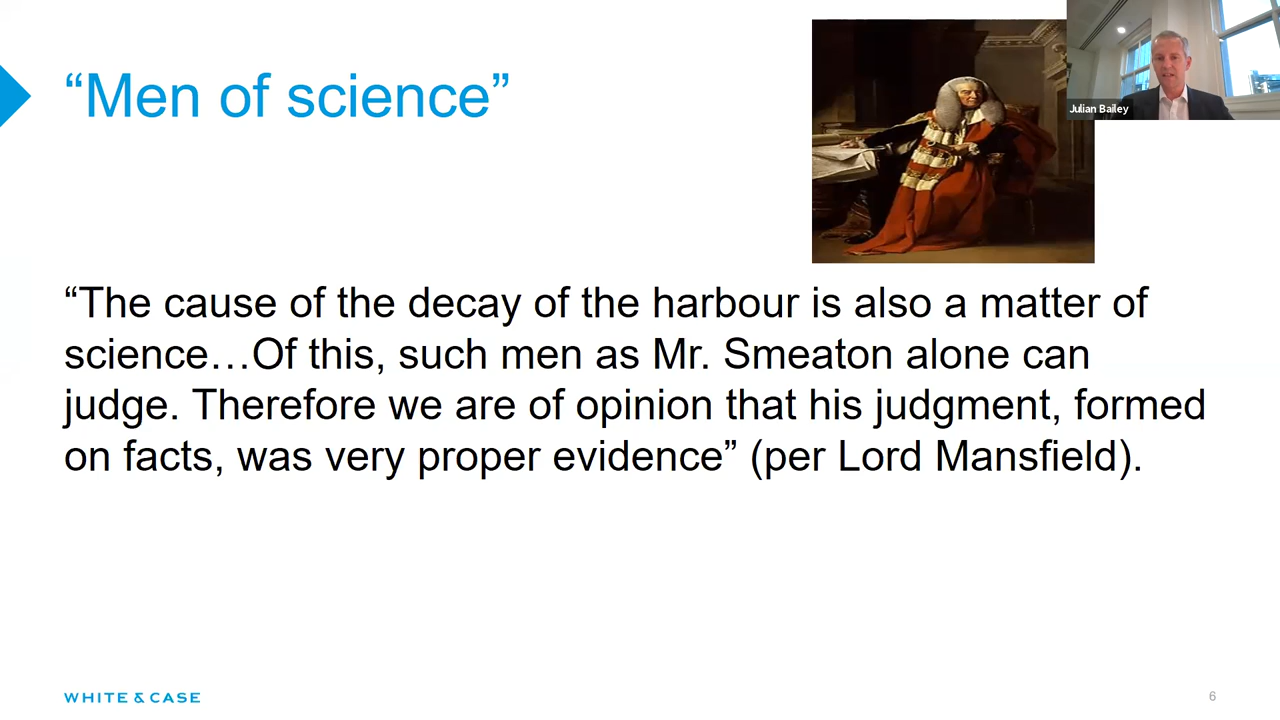 “Men of science”
Julian Bailey
“The cause of the decay of the harbour is also a matter of
science…Of this, such men as Mr. Smeaton alone can
judge. Therefore we are of opinion that his judgment, formed
on facts, was very proper evidence” (per Lord Mansfield).
WHITE & CASE
6